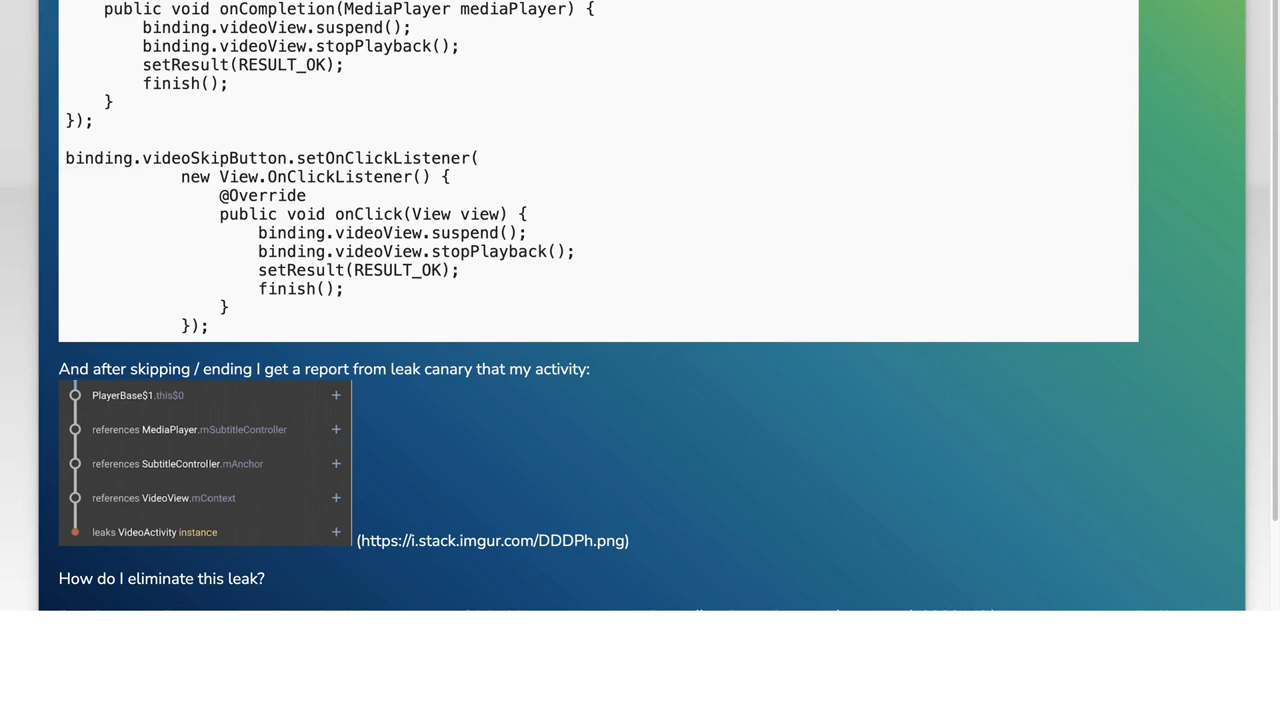 public void onCompletion(MediaPlayer mediaPlayer) {
binding.videoView.suspend();
binding.videoView.stopPlayback();
setResult(RESULT_OK);
finish();
}
});
binding.videoSkipButton.setOnClickListener(
new View.OnClickListener() {
@Override
public void onClick(View view) {
binding.videoView.suspend();
binding.videoView.stopPlayback();
setResult(RESULT_OK);
finish();
}
});
And after skipping / ending I get a report from leak canary that my activity:
PlayerBase$1.this$0 +
references MediaPlayer.mSubtitleController +
references SubtitleController.mAnchor +
references VideoView.mContext +
leaks VideoActivity instance +
(https://i.stack.imgur.com/DDDPh.png)
How do I eliminate this leak?